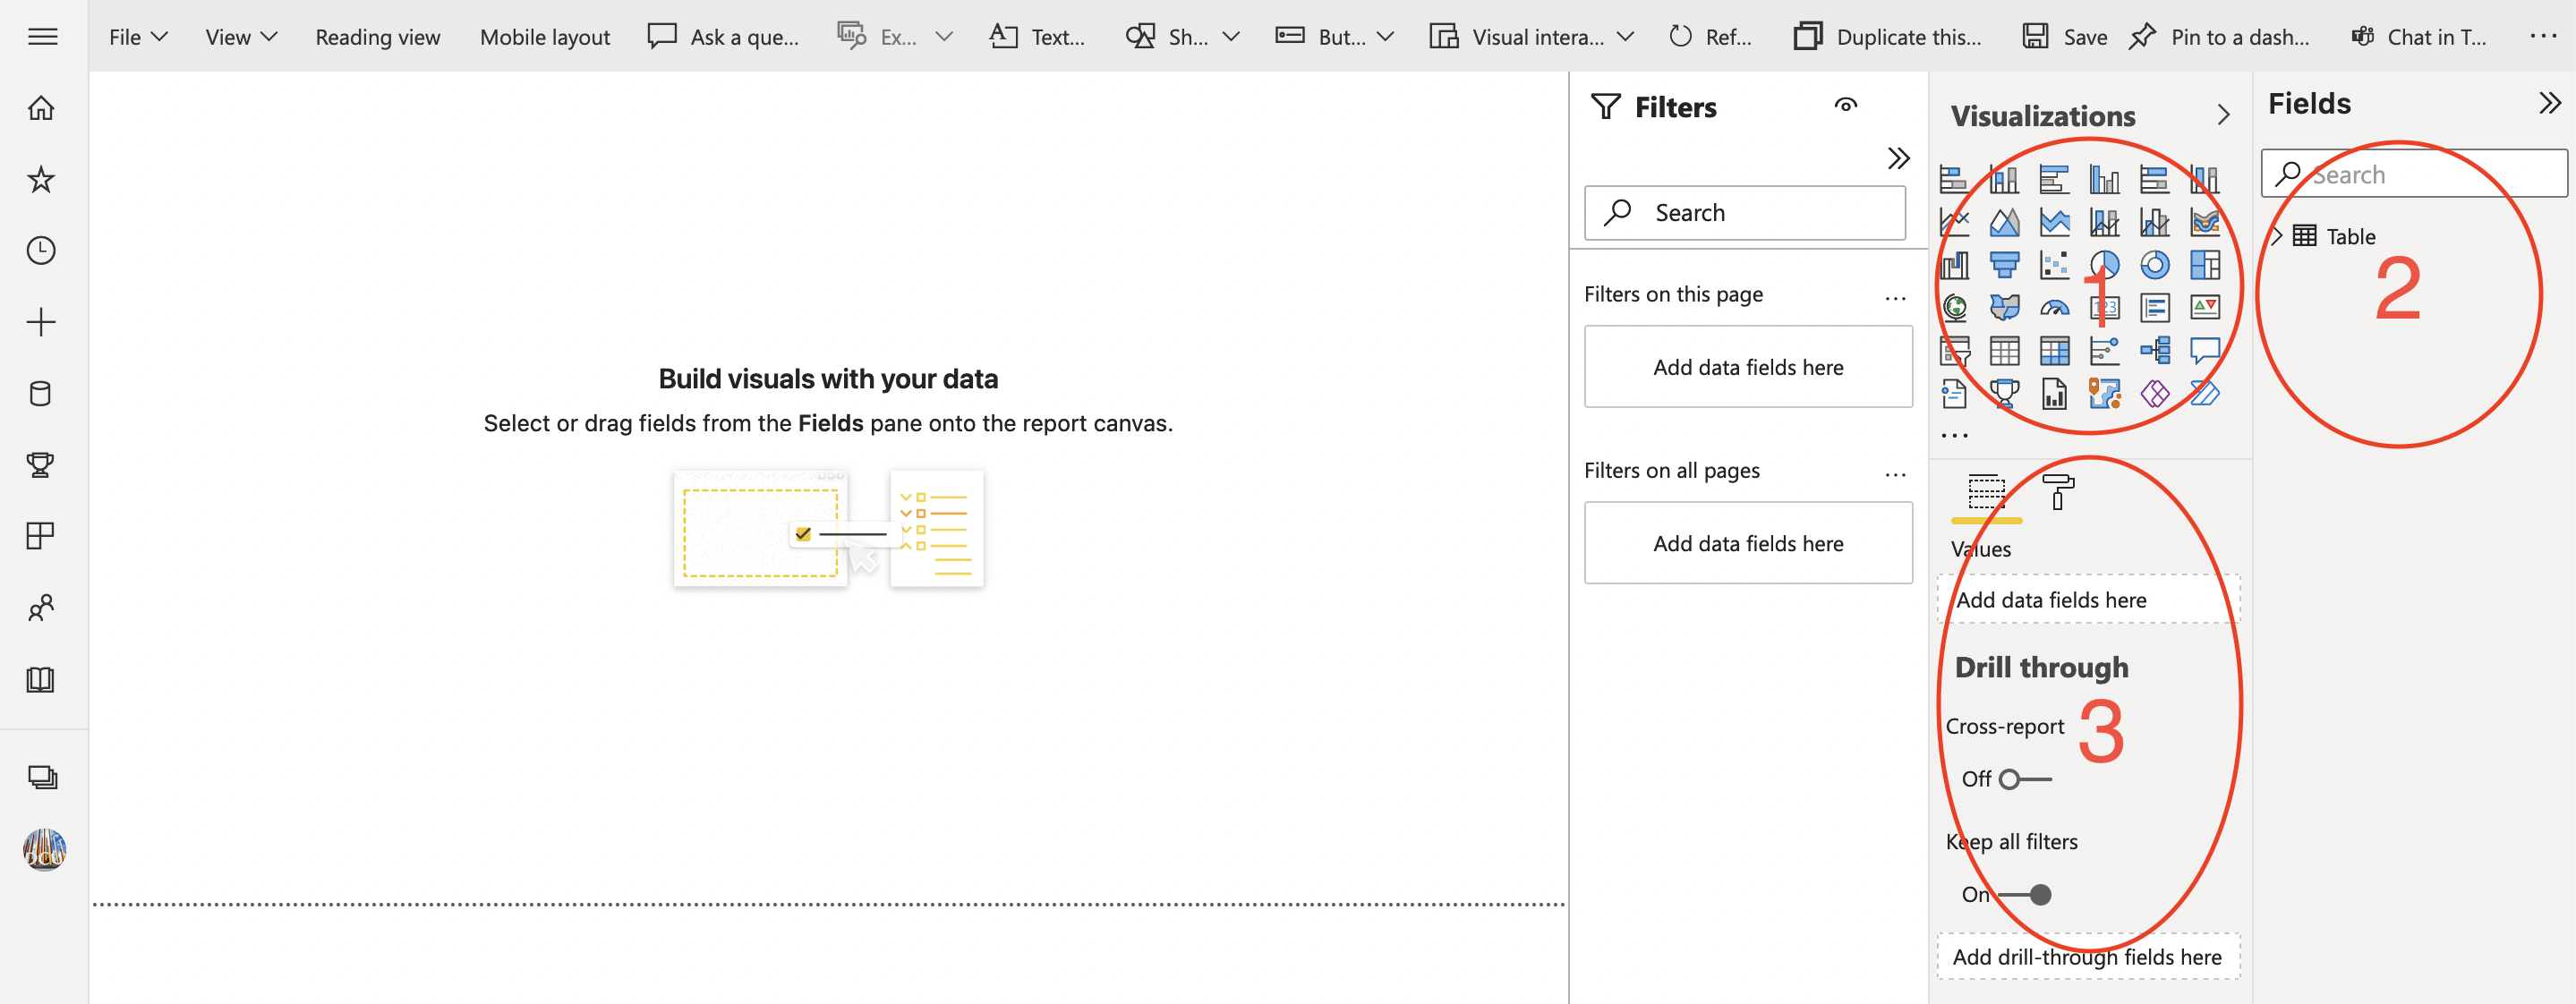 File View Reading view Mobile layout Ask a que... Ex... Text... Sh... But... Visual intera... Ref... Duplicate this... Save Pin to a dash... Chat in T... ...
Build visuals with your data
Select or drag fields from the Fields pane onto the report canvas.
Filters
Search
Filters on this page ...
Add data fields here
Filters on all pages ...
Add data fields here
Visualizations
1
123
...
Values
Add data fields here
Drill through
Cross-report
3
Off
Keep all filters
On
Add drill-through fields here
Fields
Search
Table
2
DCU